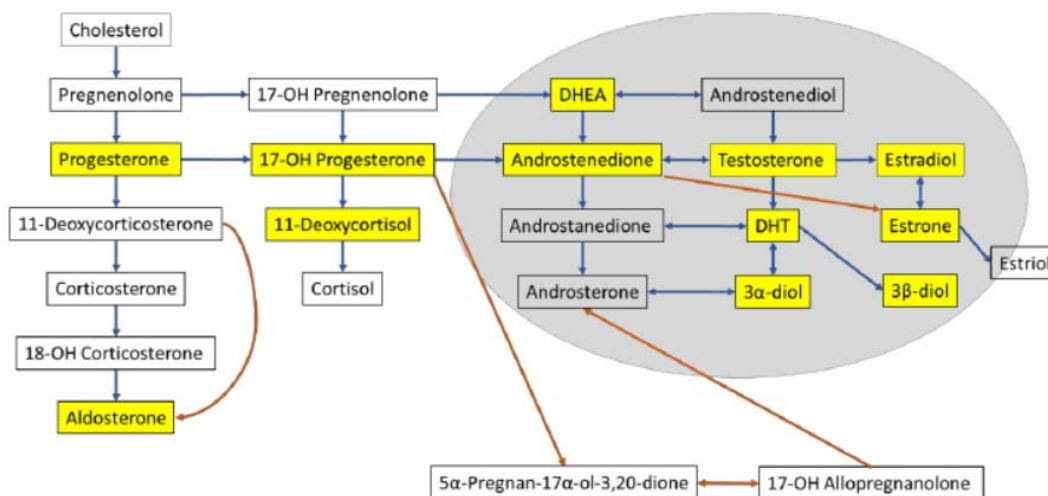 Cholesterol
Pregnenolone
17-OH Pregnenolone
DHEA
Androstenediol
Progesterone
17-OH Progesterone
Androstenedione
Testosterone
Estradiol
11-Deoxycorticosterone
11-Deoxycortisol
Androstanedione
DHT
Estrone
Estriol
Corticosterone
Cortisol
Androsterone
3α-diol
3β-diol
18-OH Corticosterone
Aldosterone
5α-Pregnan-17α-ol-3,20-dione
17-OH Allopregnanolone